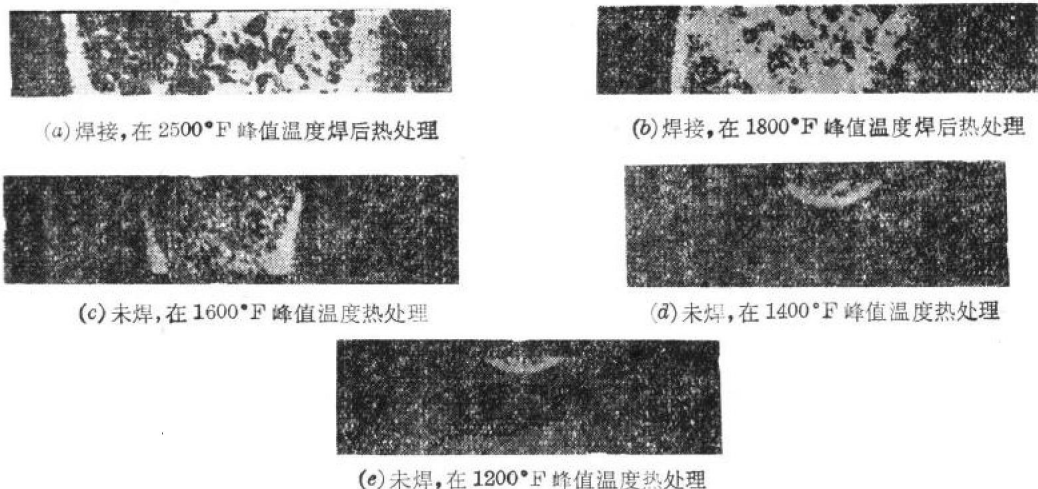 (a) 焊接,在 2500°F 峰值温度焊后热处理
(b) 焊接,在 1800°F 峰值温度焊后热处理
(c) 未焊,在 1600°F 峰值温度热处理
(d) 未焊,在 1400°F 峰值温度热处理
(e) 未焊,在 1200°F 峰值温度热处理